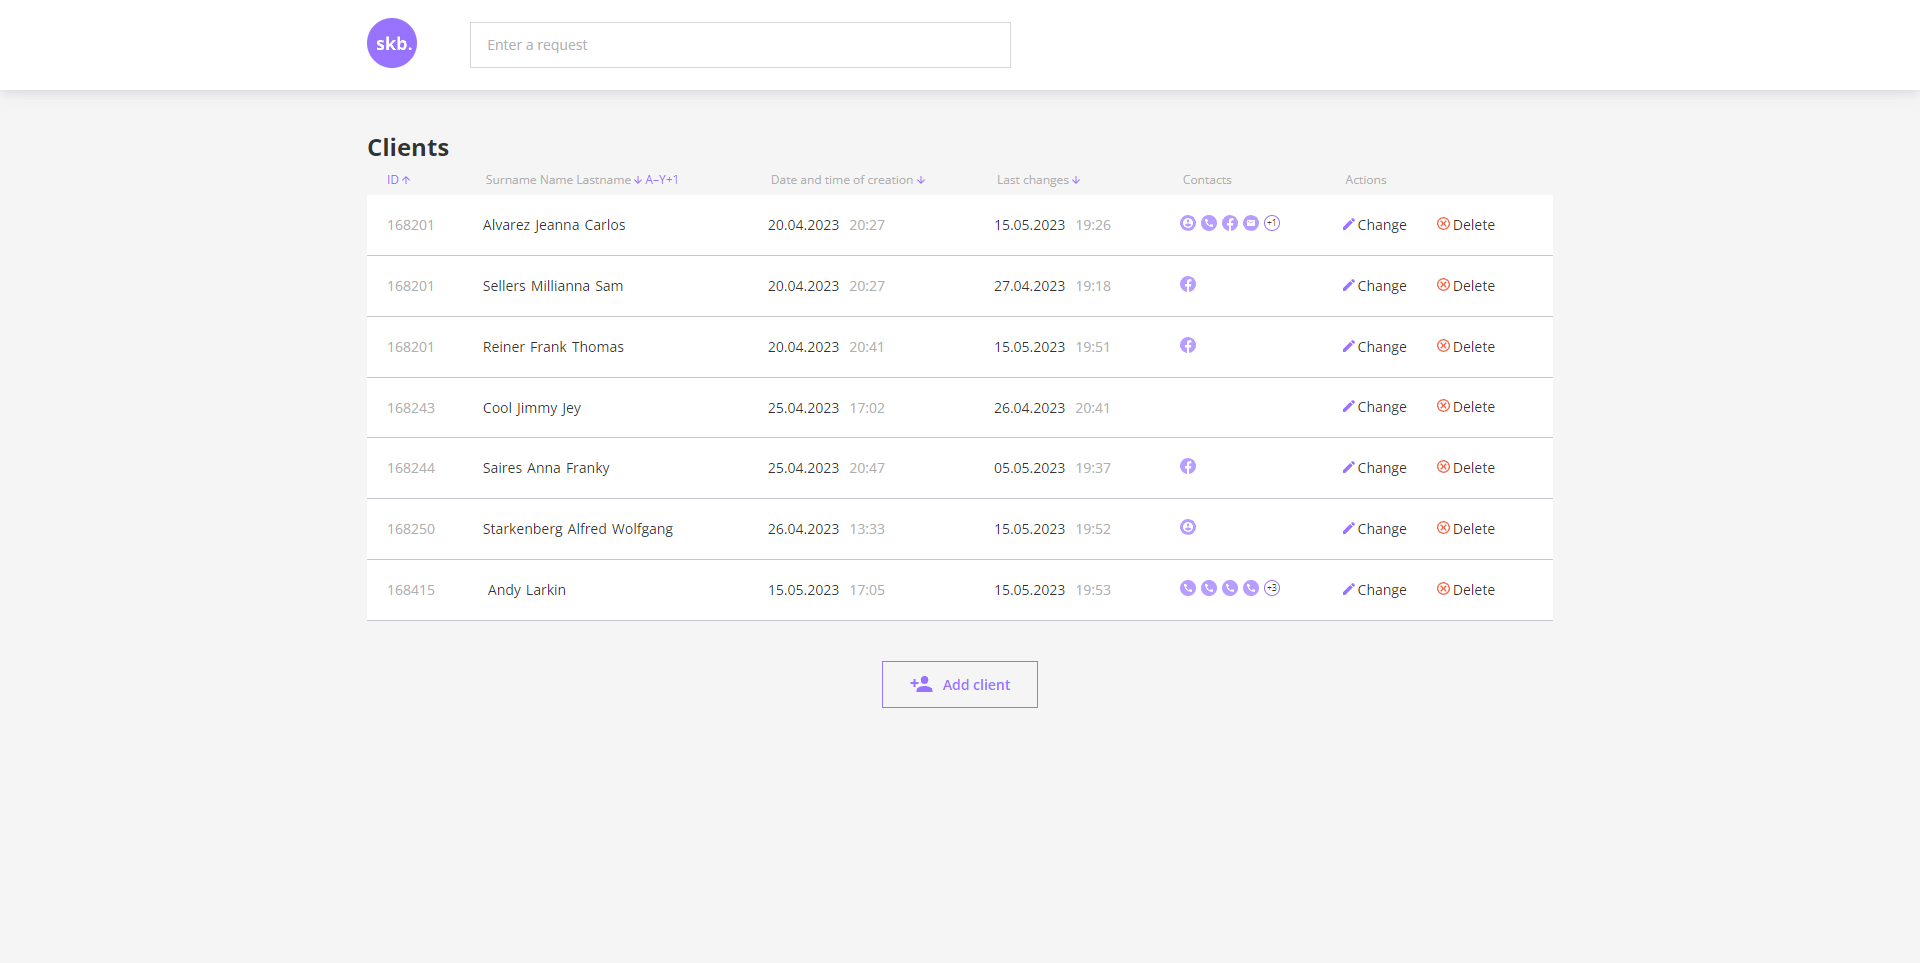 skb.
Enter a request
Clients
ID Surname Name Lastname A–Y+1 Date and time of creation Last changes Contacts Actions
168201 Alvarez Jeanna Carlos 20.04.2023 20:27 15.05.2023 19:26 +1 Change Delete
168201 Sellers Millianna Sam 20.04.2023 20:27 27.04.2023 19:18 Change Delete
168201 Reiner Frank Thomas 20.04.2023 20:41 15.05.2023 19:51 Change Delete
168243 Cool Jimmy Jey 25.04.2023 17:02 26.04.2023 20:41 Change Delete
168244 Saires Anna Franky 25.04.2023 20:47 05.05.2023 19:37 Change Delete
168250 Starkenberg Alfred Wolfgang 26.04.2023 13:33 15.05.2023 19:52 Change Delete
168415 Andy Larkin 15.05.2023 17:05 15.05.2023 19:53 +3 Change Delete
Add client